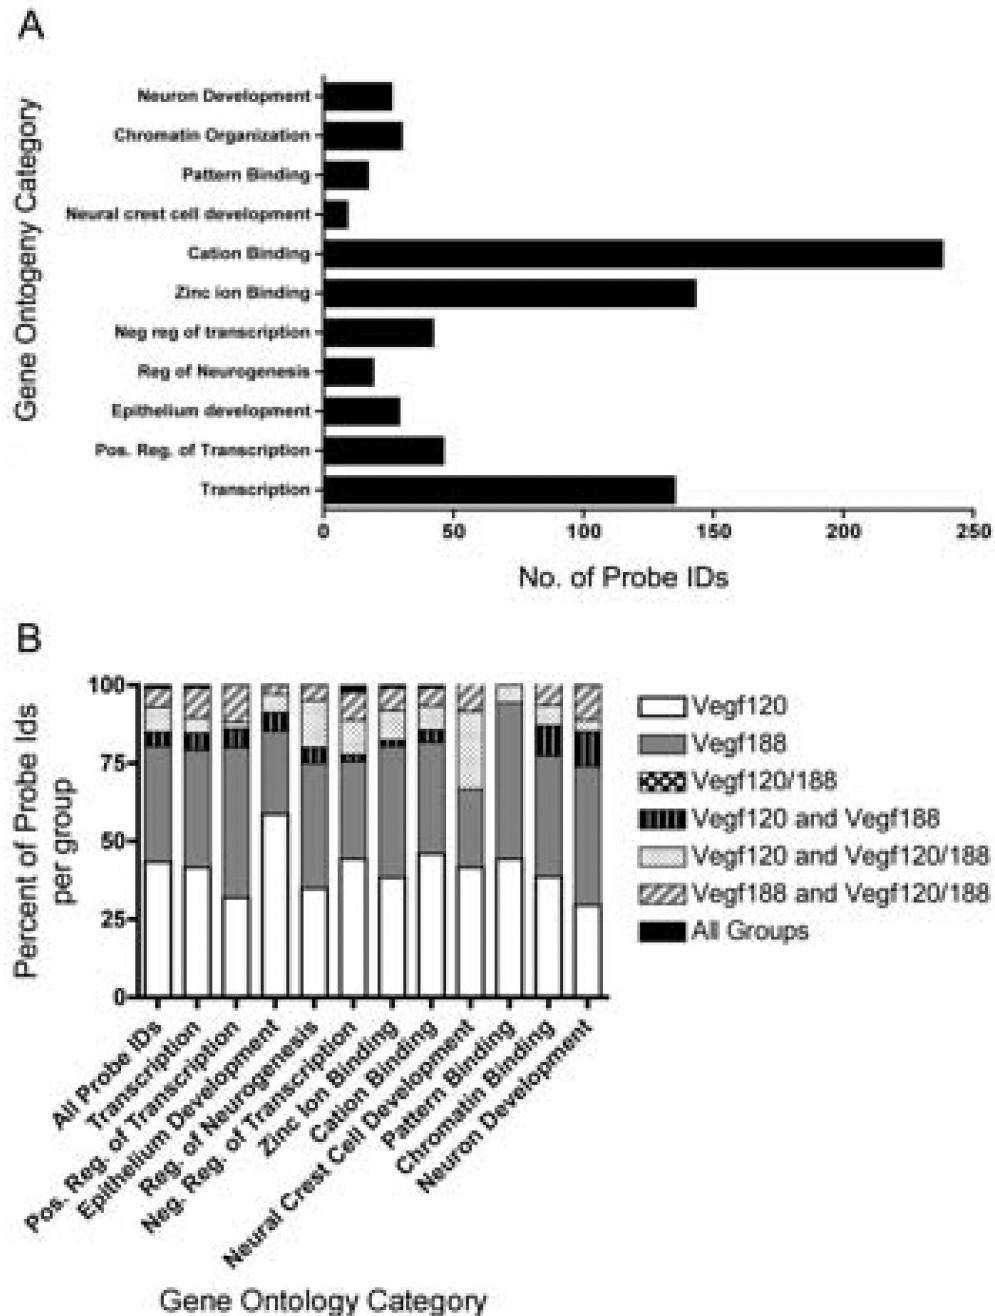 A
Gene Ontogeny Category
Neuron Development
Chromatin Organization
Pattern Binding
Neural crest cell development
Cation Binding
Zinc ion Binding
Neg reg of transcription
Reg of Neurogenesis
Epithelium development
Pos. Reg. of Transcription
Transcription
0 50 100 150 200 250
No. of Probe IDs
B
Percent of Probe Ids
per group
100
75
50
25
0
Vegf120
Vegf188
Vegf120/188
Vegf120 and Vegf188
Vegf120 and Vegf120/188
Vegf188 and Vegf120/188
All Groups
All Probe IDs
Transcription
Pos. Reg. of Transcription
Epithelium Development
Reg. of Neurogenesis
Neg. Reg. of Transcription
Zinc Ion Binding
Cation Binding
Neural Crest Cell Development
Pattern Binding
Chromatin Binding
Neuron Development
Gene Ontology Category